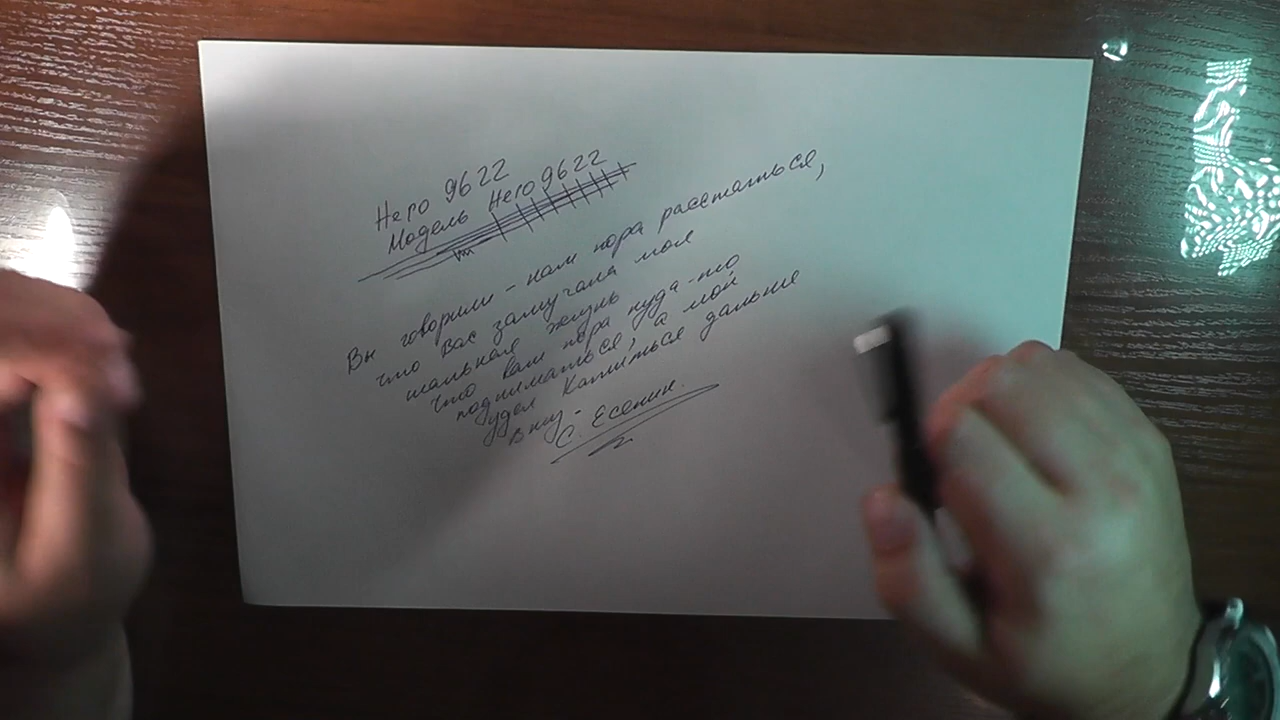 Hero 9622
Модель Hero 9622
Вы говорили - нам пора расстаться,
что вас замучала моя
шальная жизнь
что вам пора куда-то
подниматься, а мой
удел катиться дальше
вниз -
С. Есенин.